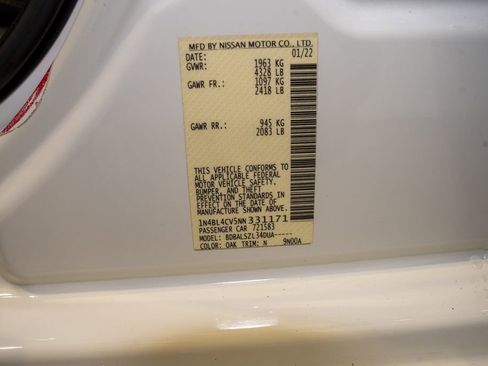 MFD BY NISSAN MOTOR CO., LTD.
DATE: 01/22
GVWR: 1963 KG
4328 LB
GAWR FR.: 1097 KG
2418 LB
GAWR RR.: 945 KG
2083 LB
THIS VEHICLE CONFORMS TO
ALL APPLICABLE FEDERAL
MOTOR VEHICLE SAFETY,
BUMPER, AND THEFT
PREVENTION STANDARDS IN
EFFECT ON THE DATE OF
MANUFACTURE SHOWN ABOVE.
1N4BL4CV5NN331171
PASSENGER CAR 721583
MODEL: BDBALSZL34DUA-----
COLOR: OAK TRIM: N 9N00A